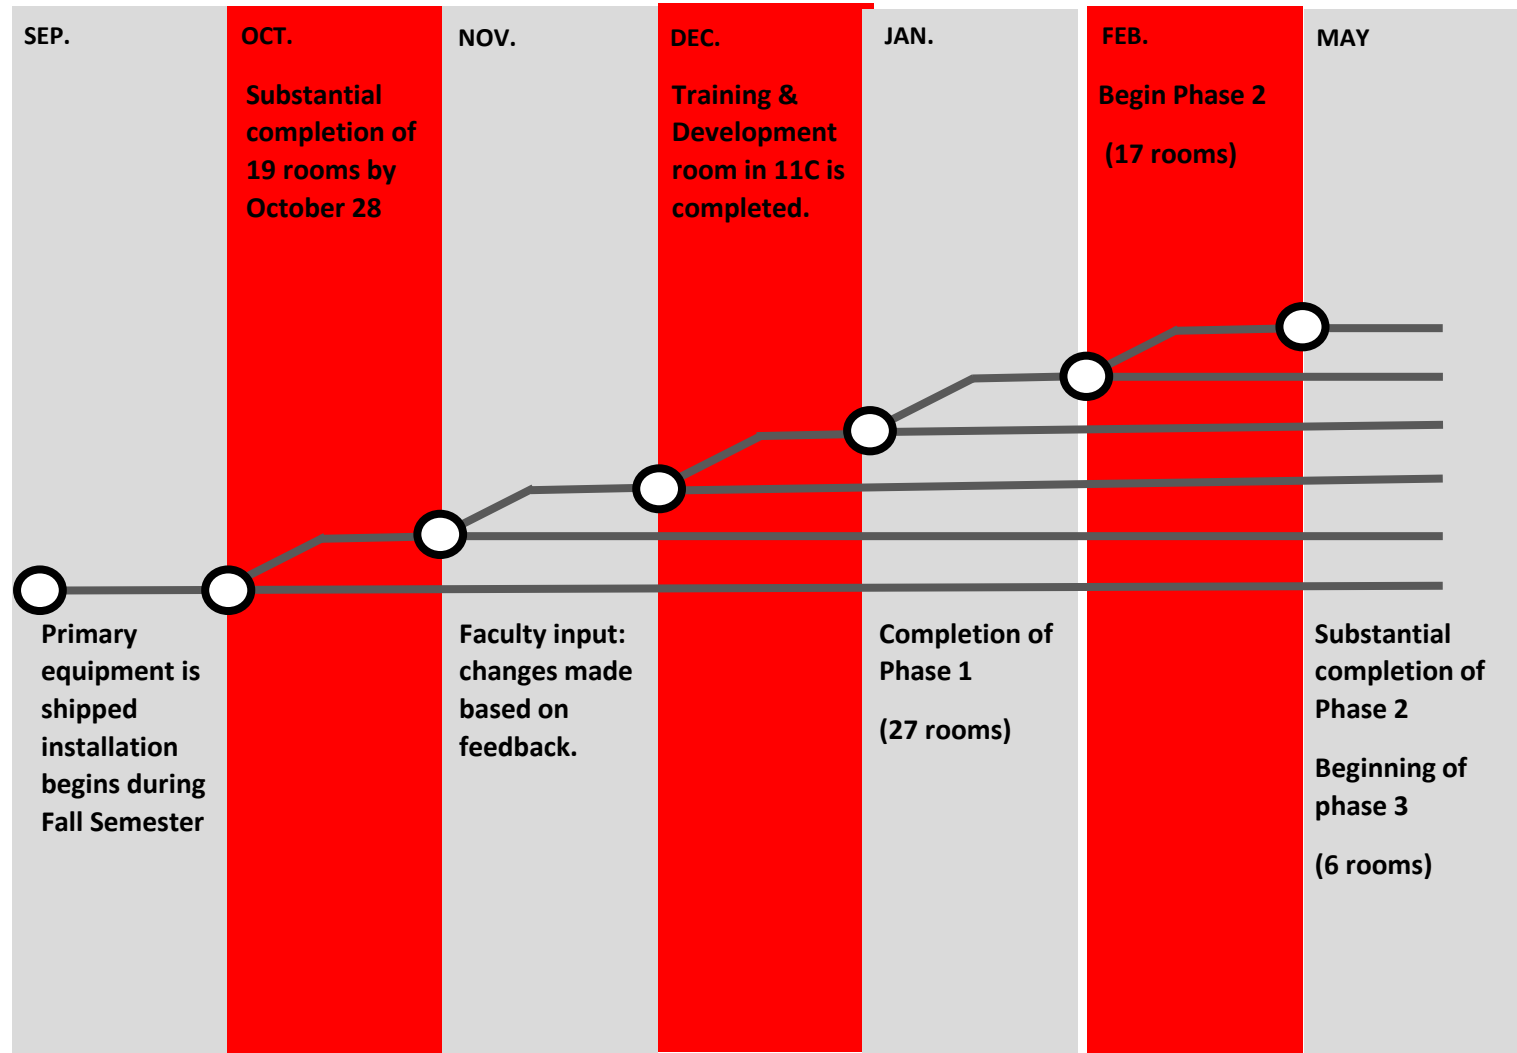 SEP.
Primary
equipment is
shipped
installation
begins during
Fall Semester
OCT.
Substantial
completion of
19 rooms by
October 28
NOV.
Faculty input:
changes made
based on
feedback.
DEC.
Training &
Development
room in 11C is
completed.
JAN.
Completion of
Phase 1
(27 rooms)
FEB.
Begin Phase 2
(17 rooms)
MAY
Substantial
completion of
Phase 2
Beginning of
phase 3
(6 rooms)